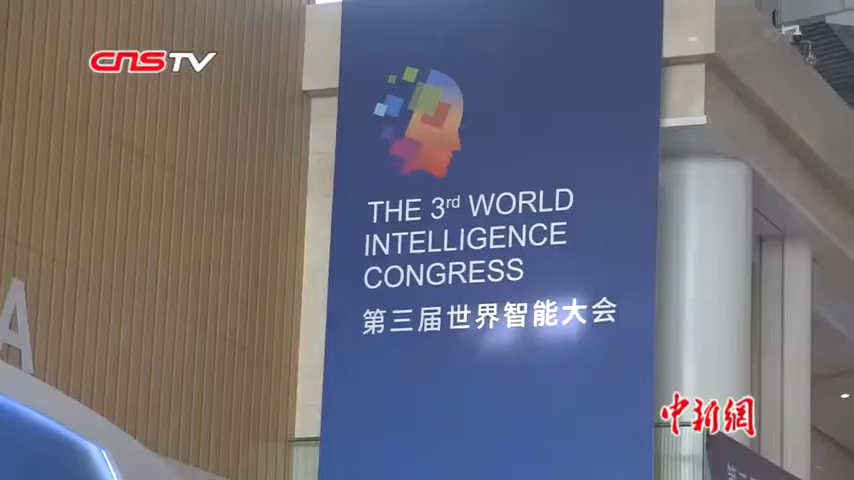 CNSTV
THE 3rd WORLD
INTELLIGENCE
CONGRESS
第三届世界智能大会
A
中新網